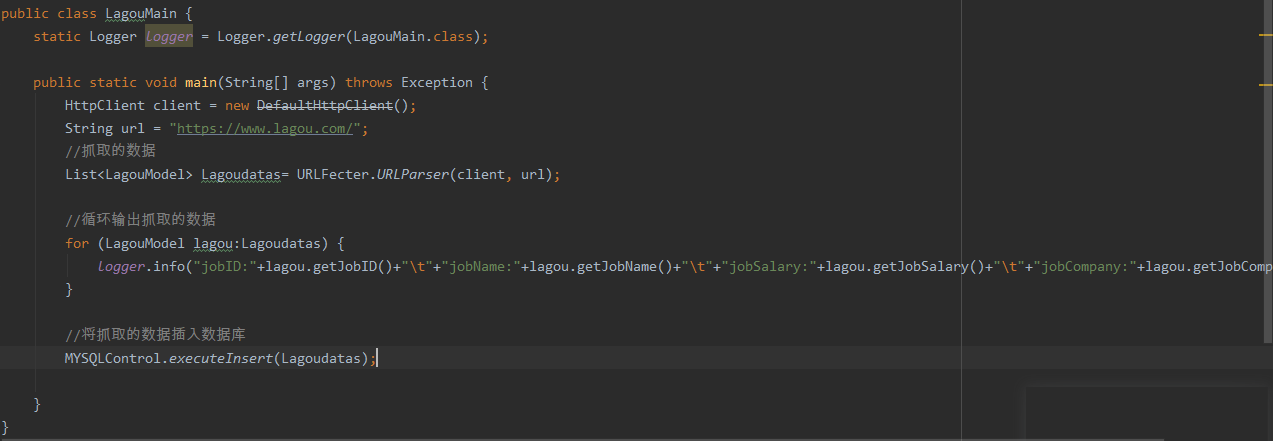 public class LagouMain {
static Logger logger = Logger.getLogger(LagouMain.class);
public static void main(String[] args) throws Exception {
HttpClient client = new DefaultHttpClient();
String url = "https://www.lagou.com/";
//抓取的数据
List<LagouModel> Lagoudatas= URLFecter.URLParser(client, url);
//循环输出抓取的数据
for (LagouModel lagou:Lagoudatas) {
logger.info("jobID:"+lagou.getJobID()+"\t"+"jobName:"+lagou.getJobName()+"\t"+"jobSalary:"+lagou.getJobSalary()+"\t"+"jobCompany:"+lagou.getJobComp
}
//将抓取的数据插入数据库
MYSQLControl.executeInsert(Lagoudatas);
}
}